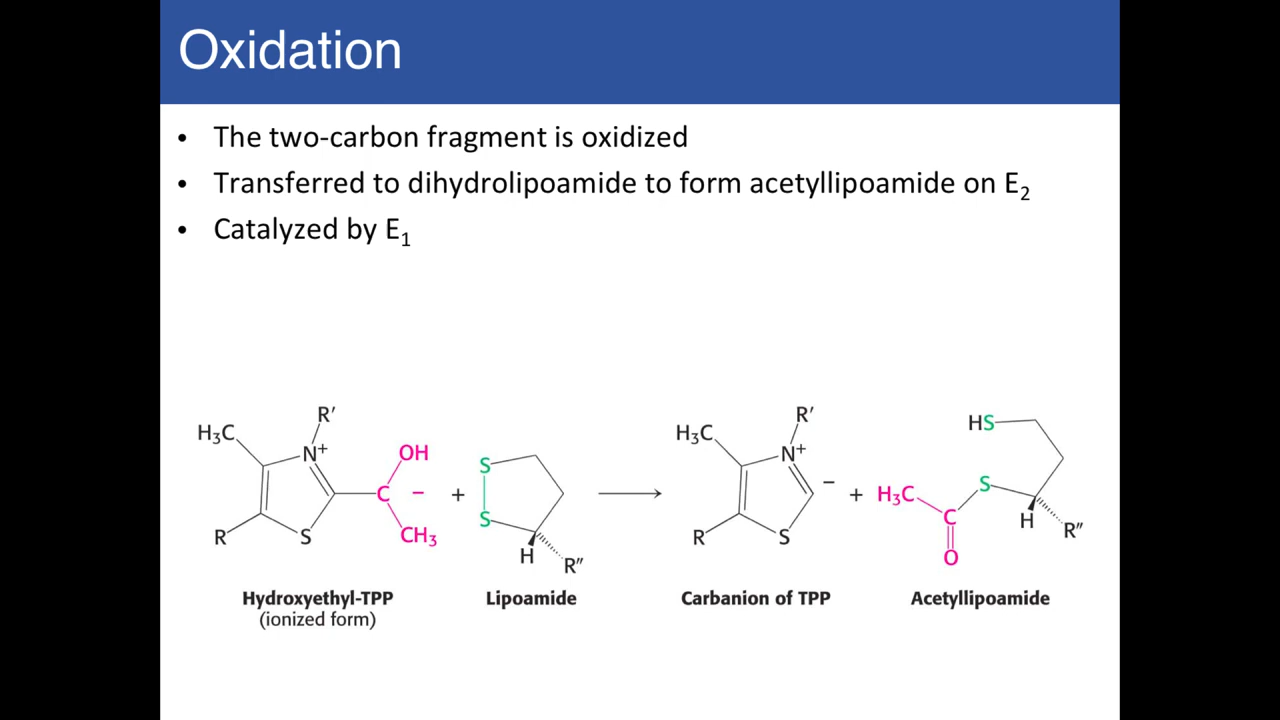 Oxidation
• The two-carbon fragment is oxidized
• Transferred to dihydrolipoamide to form acetyllipoamide on E₂
• Catalyzed by E₁
R′ R′
H₃C OH H₃C HS
N⁺ S N⁺ S
C − + − + H₃C
S C
R S CH₃ H R″ R S O H R″
Hydroxyethyl-TPP Lipoamide Carbanion of TPP Acetyllipoamide
(ionized form)